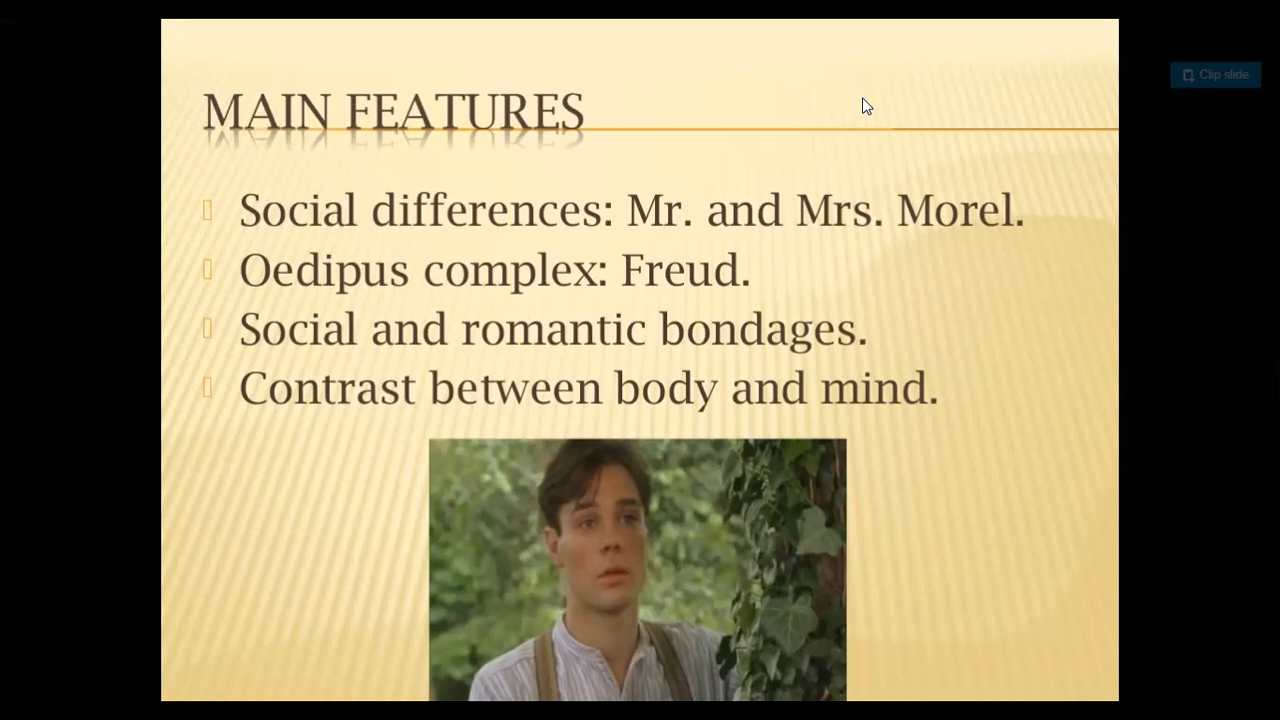 Clip slide
MAIN FEATURES
Social differences: Mr. and Mrs. Morel.
Oedipus complex: Freud.
Social and romantic bondages.
Contrast between body and mind.